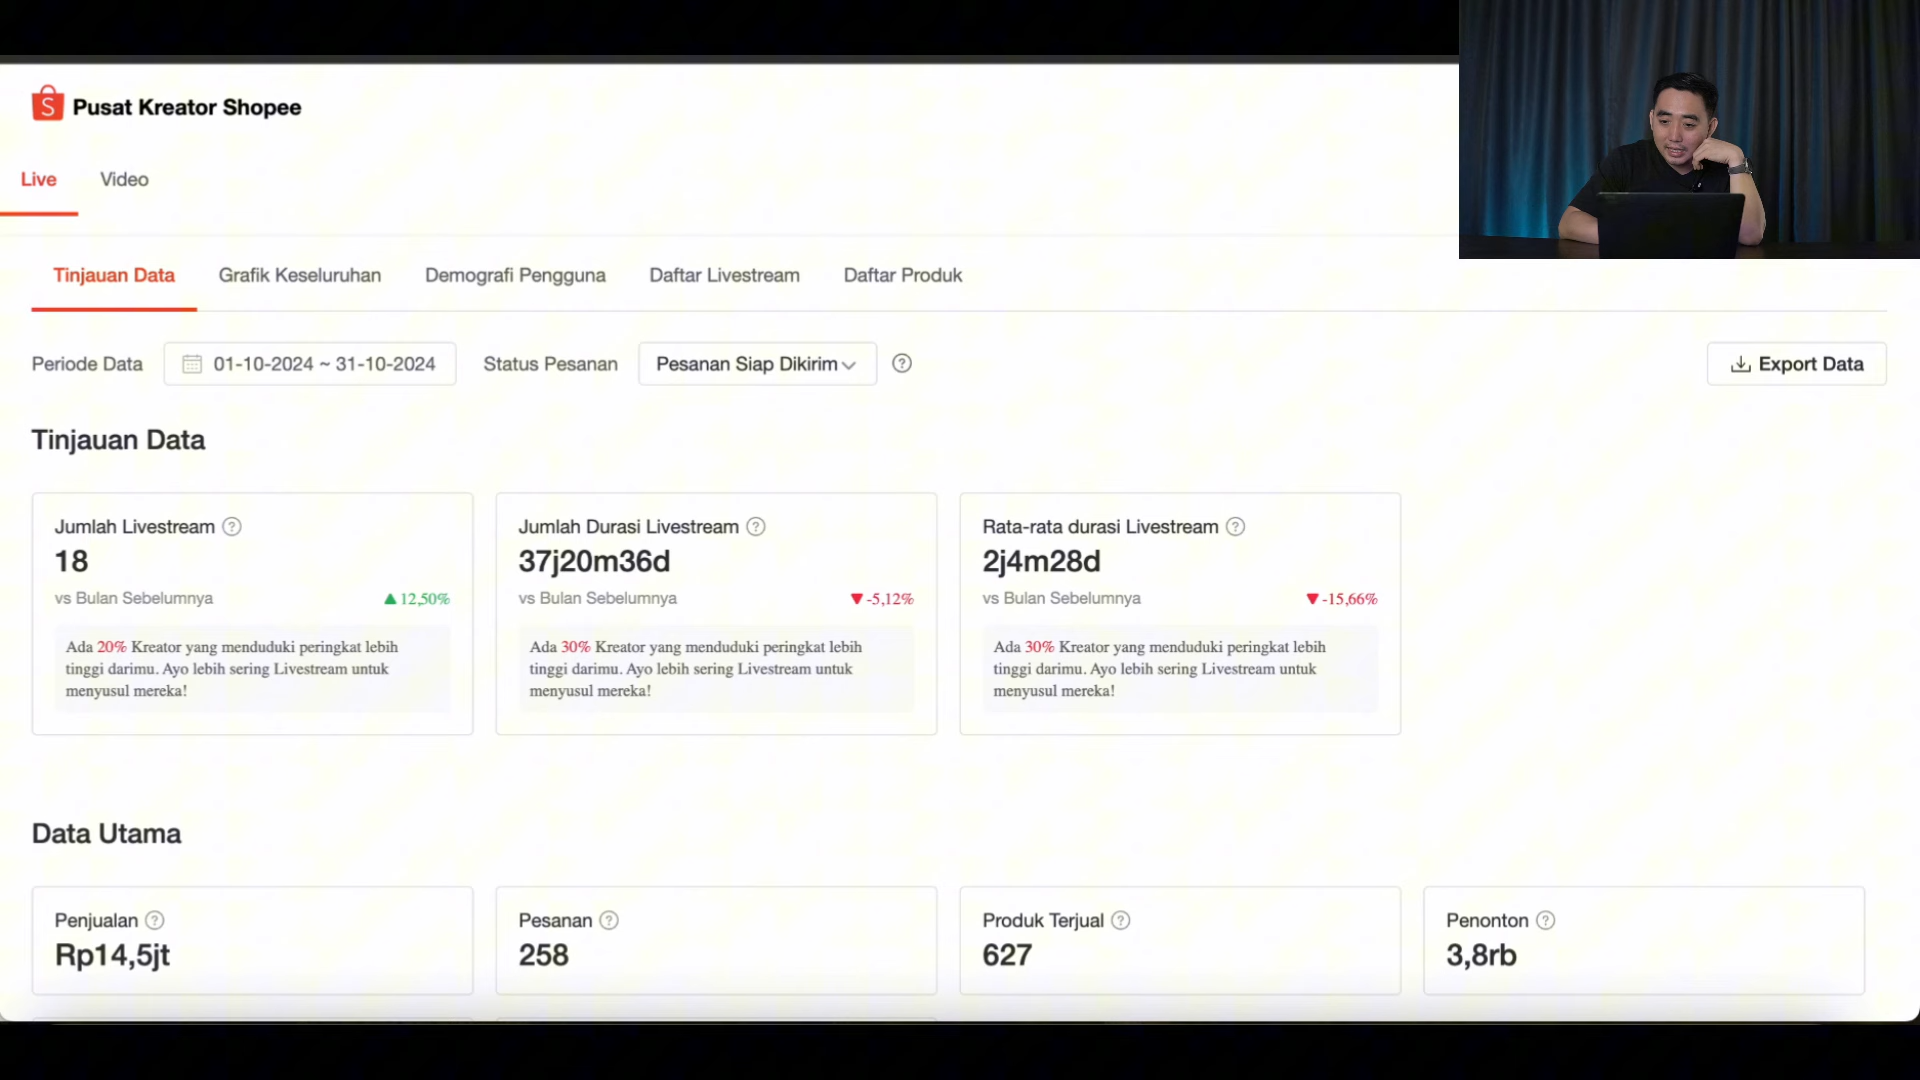 Pusat Kreator Shopee
Live Video
Tinjauan Data Grafik Keseluruhan Demografi Pengguna Daftar Livestream Daftar Produk
Periode Data 01-10-2024 ~ 31-10-2024 Status Pesanan Pesanan Siap Dikirim Export Data
Tinjauan Data
Jumlah Livestream
18
vs Bulan Sebelumnya 12,50%
Ada 20% Kreator yang menduduki peringkat lebih
tinggi darimu. Ayo lebih sering Livestream untuk
menyusul mereka!
Jumlah Durasi Livestream
37j20m36d
vs Bulan Sebelumnya -5,12%
Ada 30% Kreator yang menduduki peringkat lebih
tinggi darimu. Ayo lebih sering Livestream untuk
menyusul mereka!
Rata-rata durasi Livestream
2j4m28d
vs Bulan Sebelumnya -15,66%
Ada 30% Kreator yang menduduki peringkat lebih
tinggi darimu. Ayo lebih sering Livestream untuk
menyusul mereka!
Data Utama
Penjualan
Rp14,5jt
Pesanan
258
Produk Terjual
627
Penonton
3,8rb